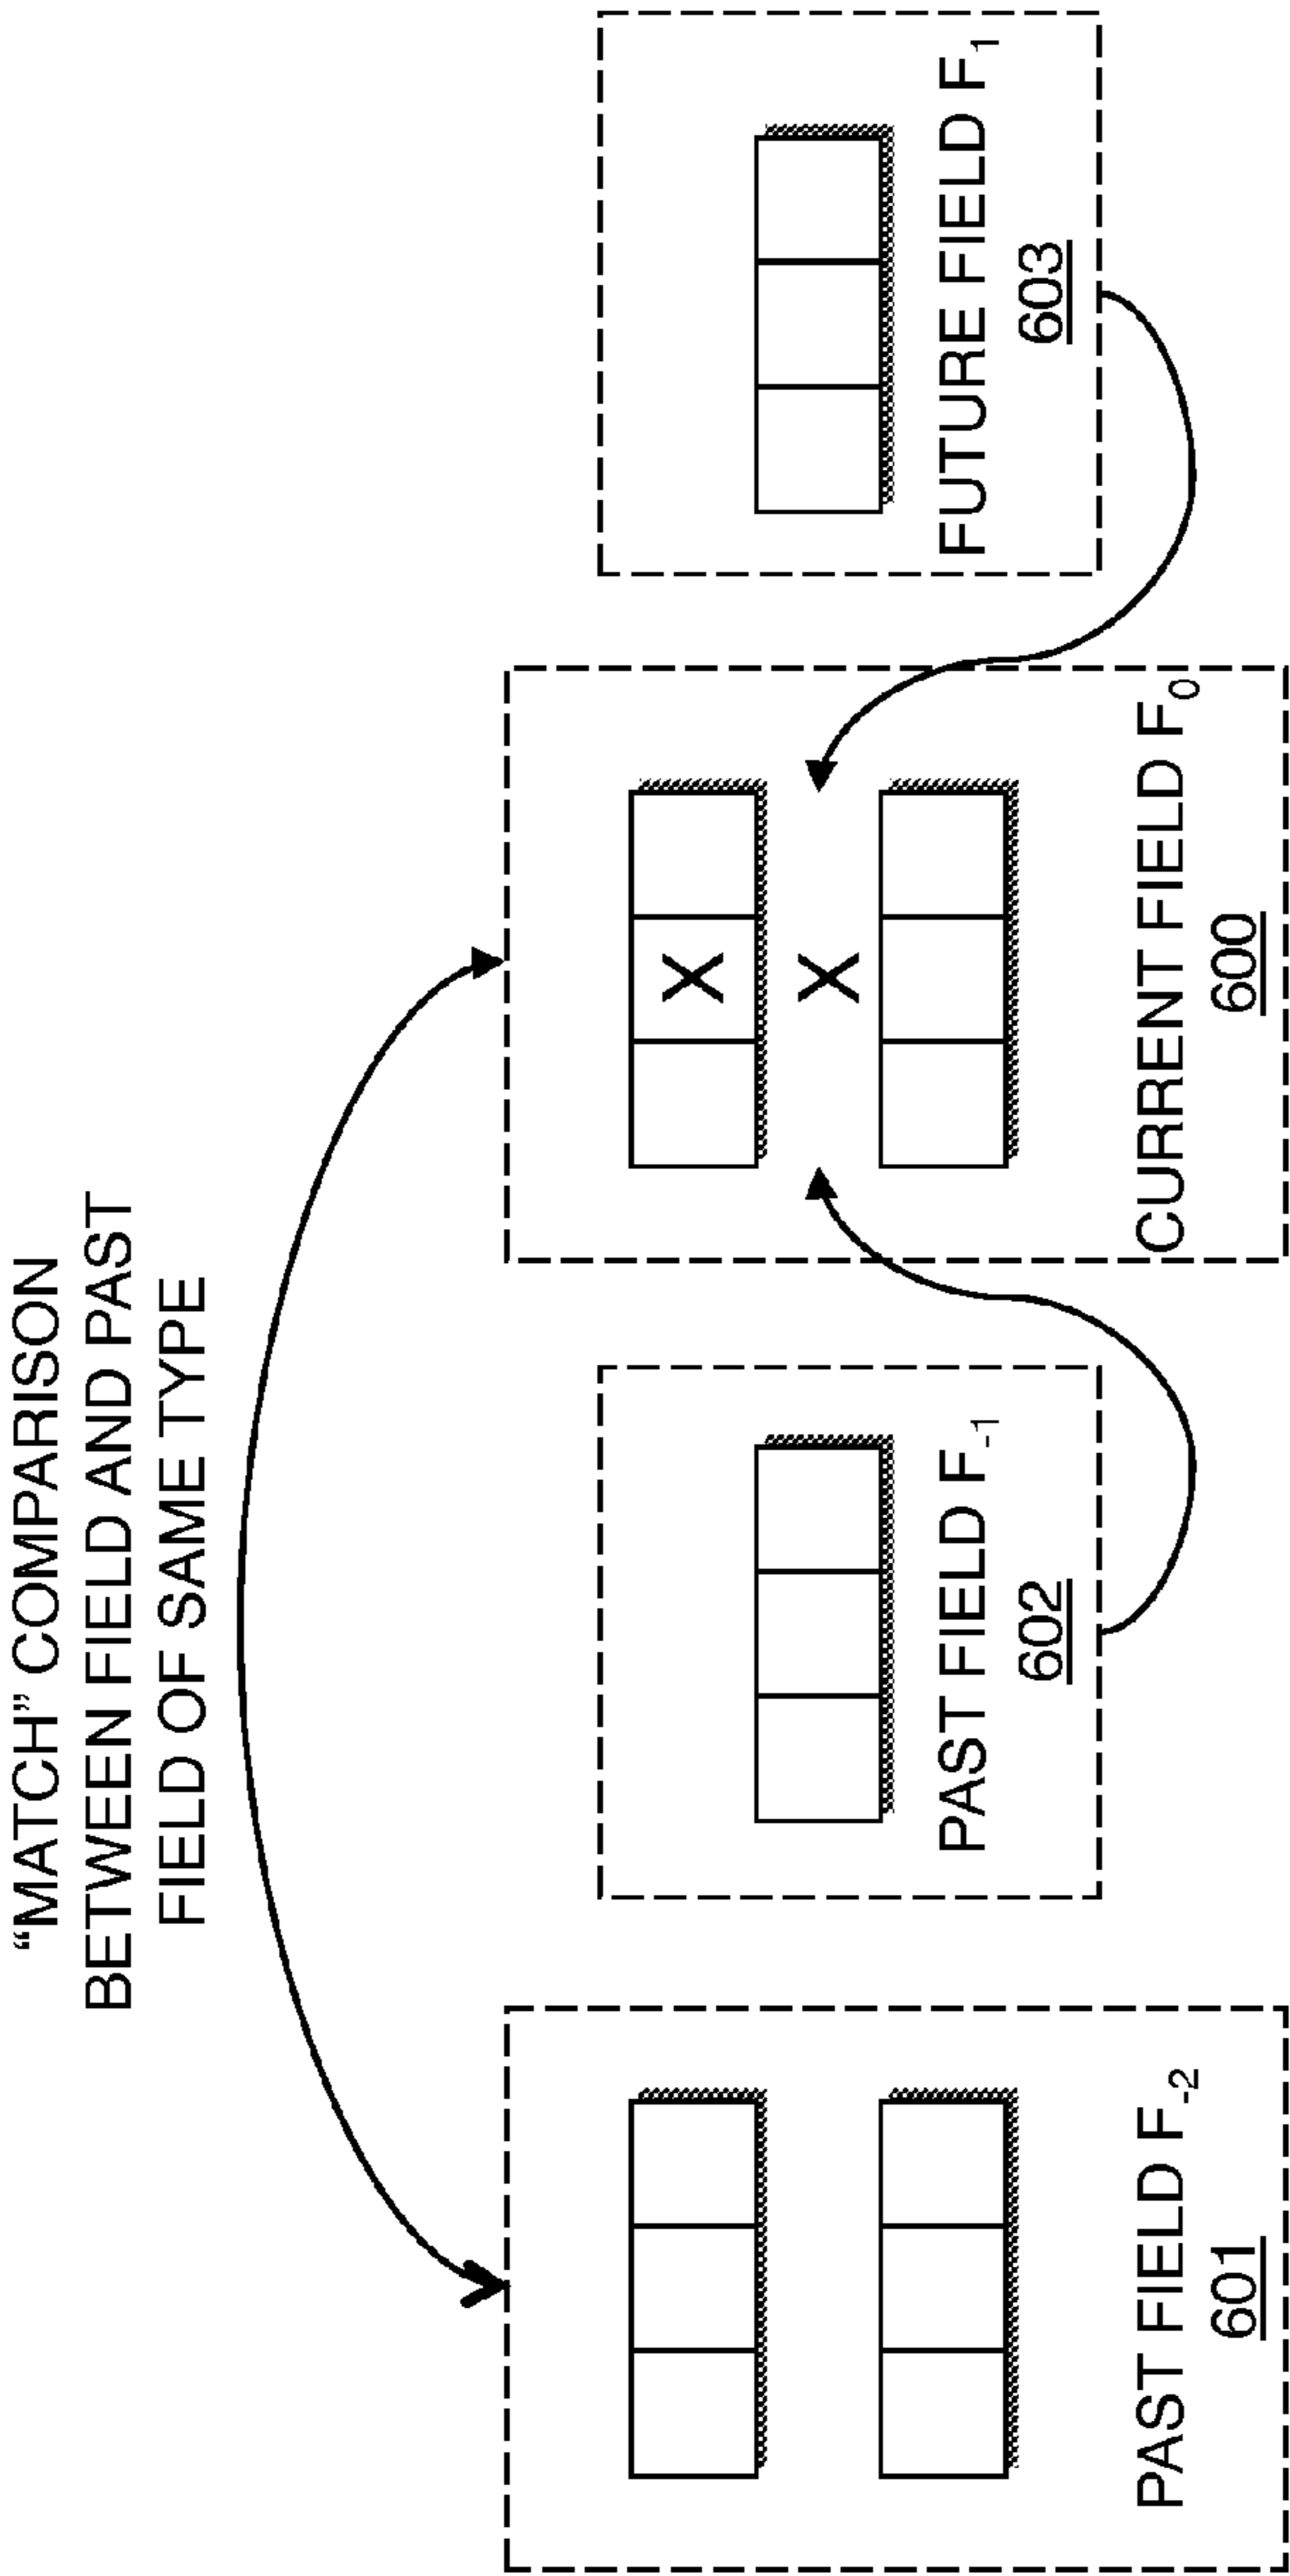 “MATCH” COMPARISON
BETWEEN FIELD AND PAST
FIELD OF SAME TYPE
PAST FIELD F-2
601
PAST FIELD F-1
602
X
X
CURRENT FIELD F0
600
FUTURE FIELD F1
603